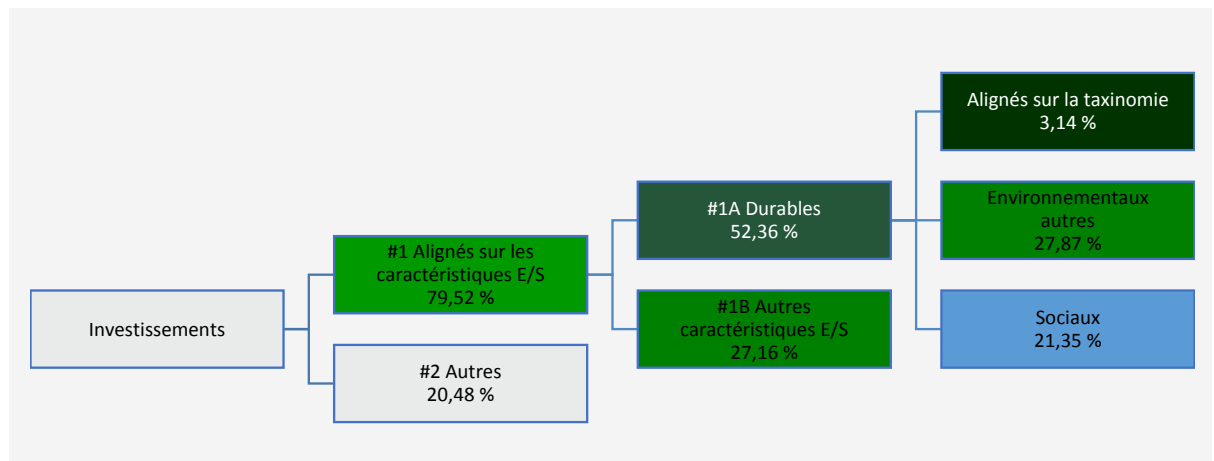 Investissements
#1 Alignés sur les
caractéristiques E/S
79,52 %
#2 Autres
20,48 %
#1A Durables
52,36 %
#1B Autres
caractéristiques E/S
27,16 %
Alignés sur la taxinomie
3,14 %
Environnementaux
autres
27,87 %
Sociaux
21,35 %